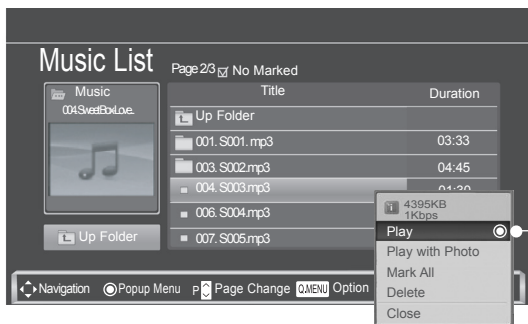 Music List
Page 2/3 No Marked
Music
004.SweetBoxLove..
Title Duration
Up Folder
001. S001.mp3 03:33
003. S002.mp3 04:45
004. S003.mp3 01:30
006. S004.mp3
007. S005.mp3
Up Folder
4395KB
1Kbps
Play
Play with Photo
Mark All
Delete
Close
Navigation Popup Menu P Page Change Q.MENU Option